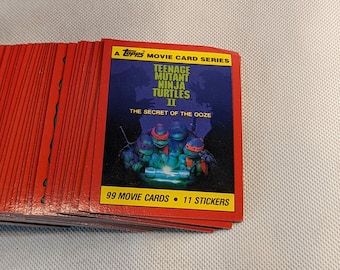 A Topps MOVIE CARD SERIES
TEENAGE
MUTANT
NINJA
TURTLES
II
THE SECRET OF THE OOZE
99 MOVIE CARDS • 11 STICKERS